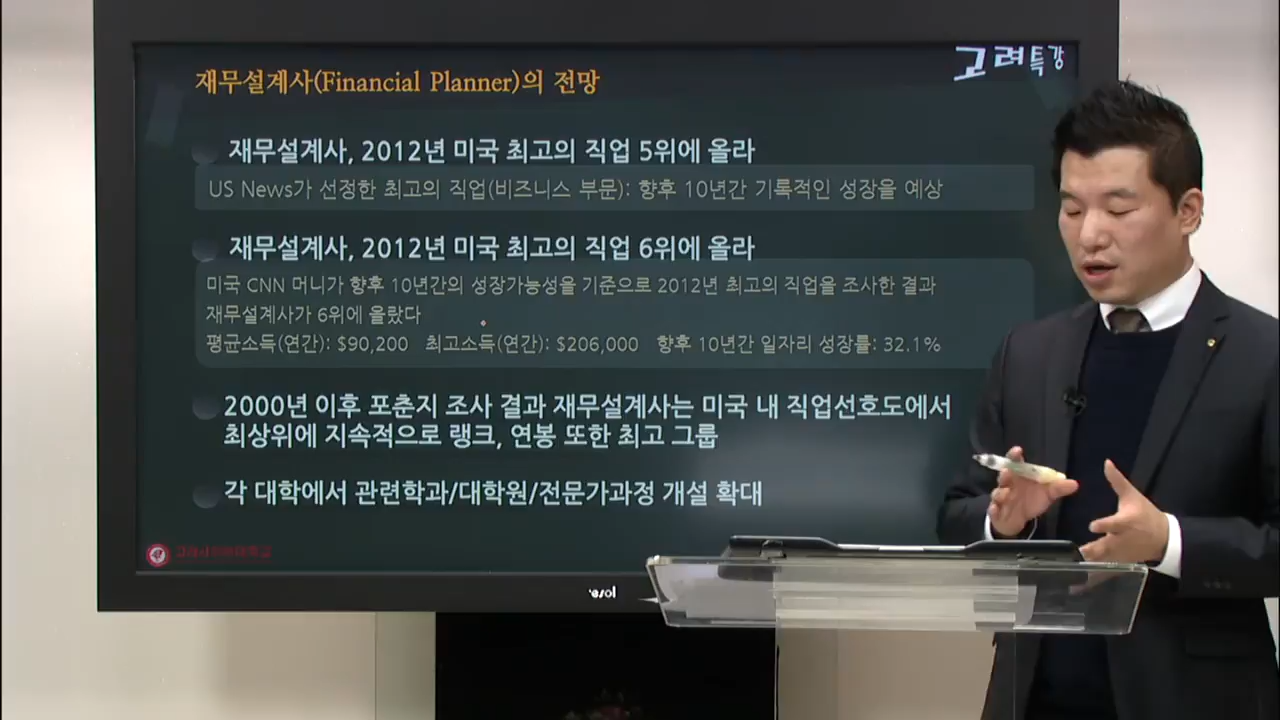 고려특강
재무설계사(Financial Planner)의 전망
재무설계사, 2012년 미국 최고의 직업 5위에 올라
US News가 선정한 최고의 직업(비즈니스 부문): 향후 10년간 기록적인 성장을 예상
재무설계사, 2012년 미국 최고의 직업 6위에 올라
미국 CNN 머니가 향후 10년간의 성장가능성을 기준으로 2012년 최고의 직업을 조사한 결과
재무설계사가 6위에 올랐다
평균소득(연간): $90,200 최고소득(연간): $206,000 향후 10년간 일자리 성장률: 32.1%
2000년 이후 포춘지 조사 결과 재무설계사는 미국 내 직업선호도에서
최상위에 지속적으로 랭크, 연봉 또한 최고 그룹
각 대학에서 관련학과/대학원/전문가과정 개설 확대